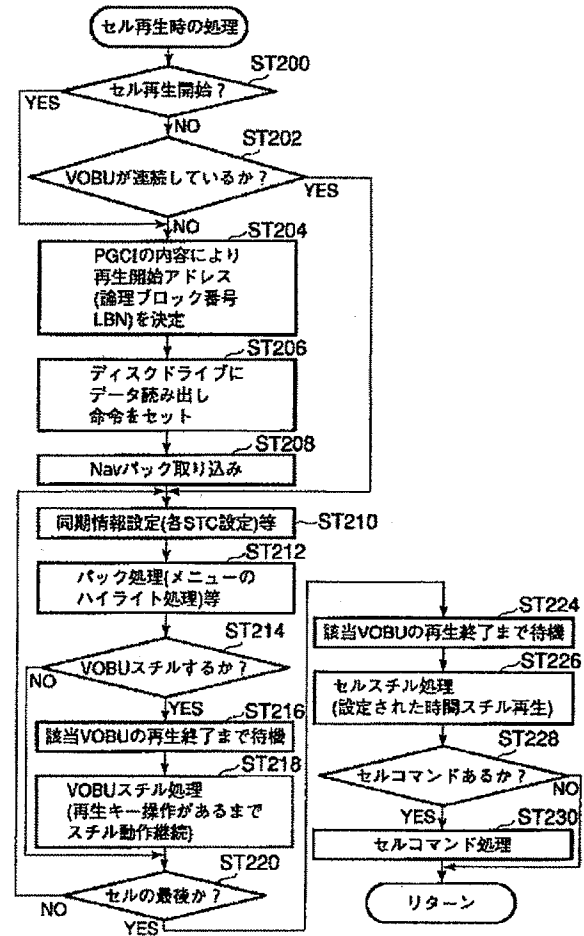 セル再生時の処理
ST200
セル再生開始?
YES
NO
ST202
VOBUが連続しているか?
YES
NO
ST204
PGCIの内容により
再生開始アドレス
(論理ブロック番号
LBN)を決定
ST206
ディスクドライブに
データ読み出し
命令をセット
ST208
Navパック取り込み
同期情報設定(各STC設定)等
ST210
ST212
パック処理(メニューの
ハイライト処理)等
ST214
VOBUスチルするか?
NO
YES
ST216
該当VOBUの再生終了まで待機
ST218
VOBUスチル処理
(再生キー操作があるまで
スチル動作継続)
ST220
セルの最後か?
NO
YES
ST224
該当VOBUの再生終了まで待機
ST226
セルスチル処理
(設定された時間スチル再生)
ST228
セルコマンドあるか?
NO
YES
ST230
セルコマンド処理
リターン